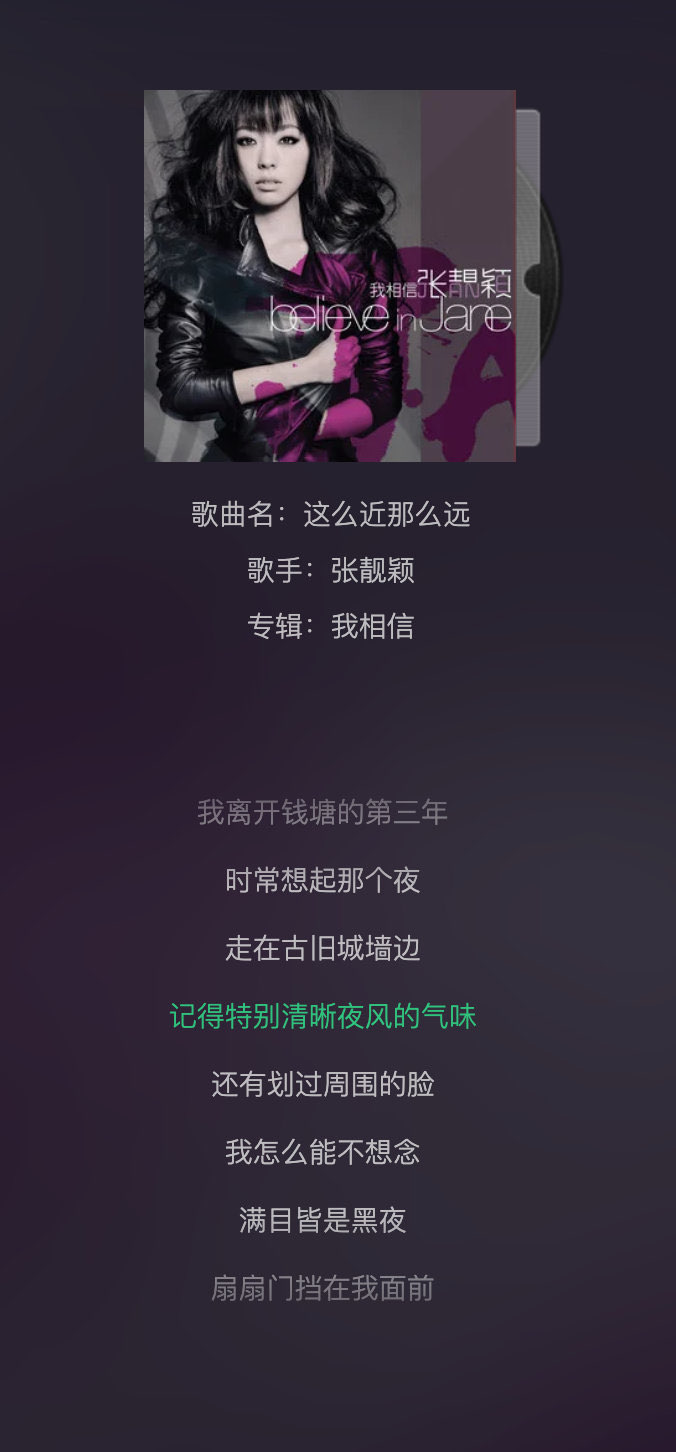 我相信张靓颖
believe in Jane
歌曲名：这么近那么远
歌手：张靓颖
专辑：我相信
我离开钱塘的第三年
时常想起那个夜
走在古旧城墙边
记得特别清晰夜风的气味
还有划过周围的脸
我怎么能不想念
满目皆是黑夜
扇扇门挡在我面前